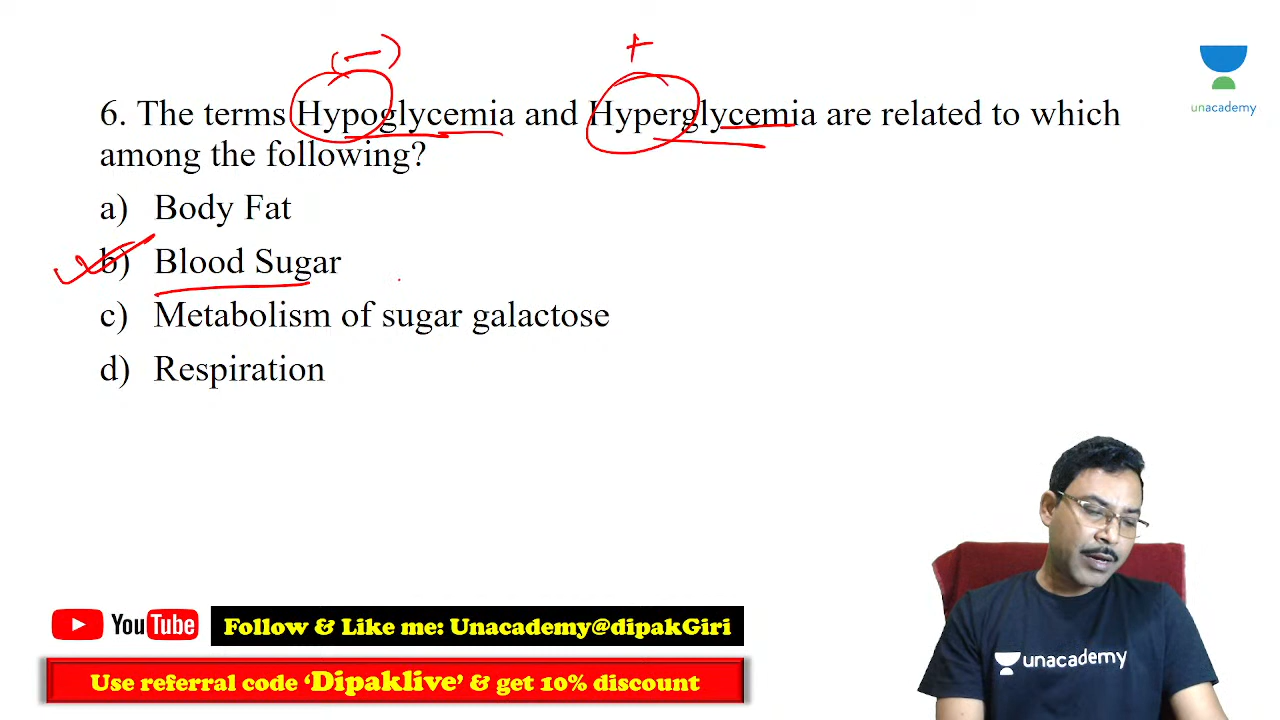 (-) +
unacademy
6. The terms Hypoglycemia and Hyperglycemia are related to which
among the following?
a) Body Fat
b) Blood Sugar
c) Metabolism of sugar galactose
d) Respiration
unacademy
YouTube Follow & Like me: Unacademy@dipakGiri
Use referral code ‘Dipaklive’ & get 10% discount